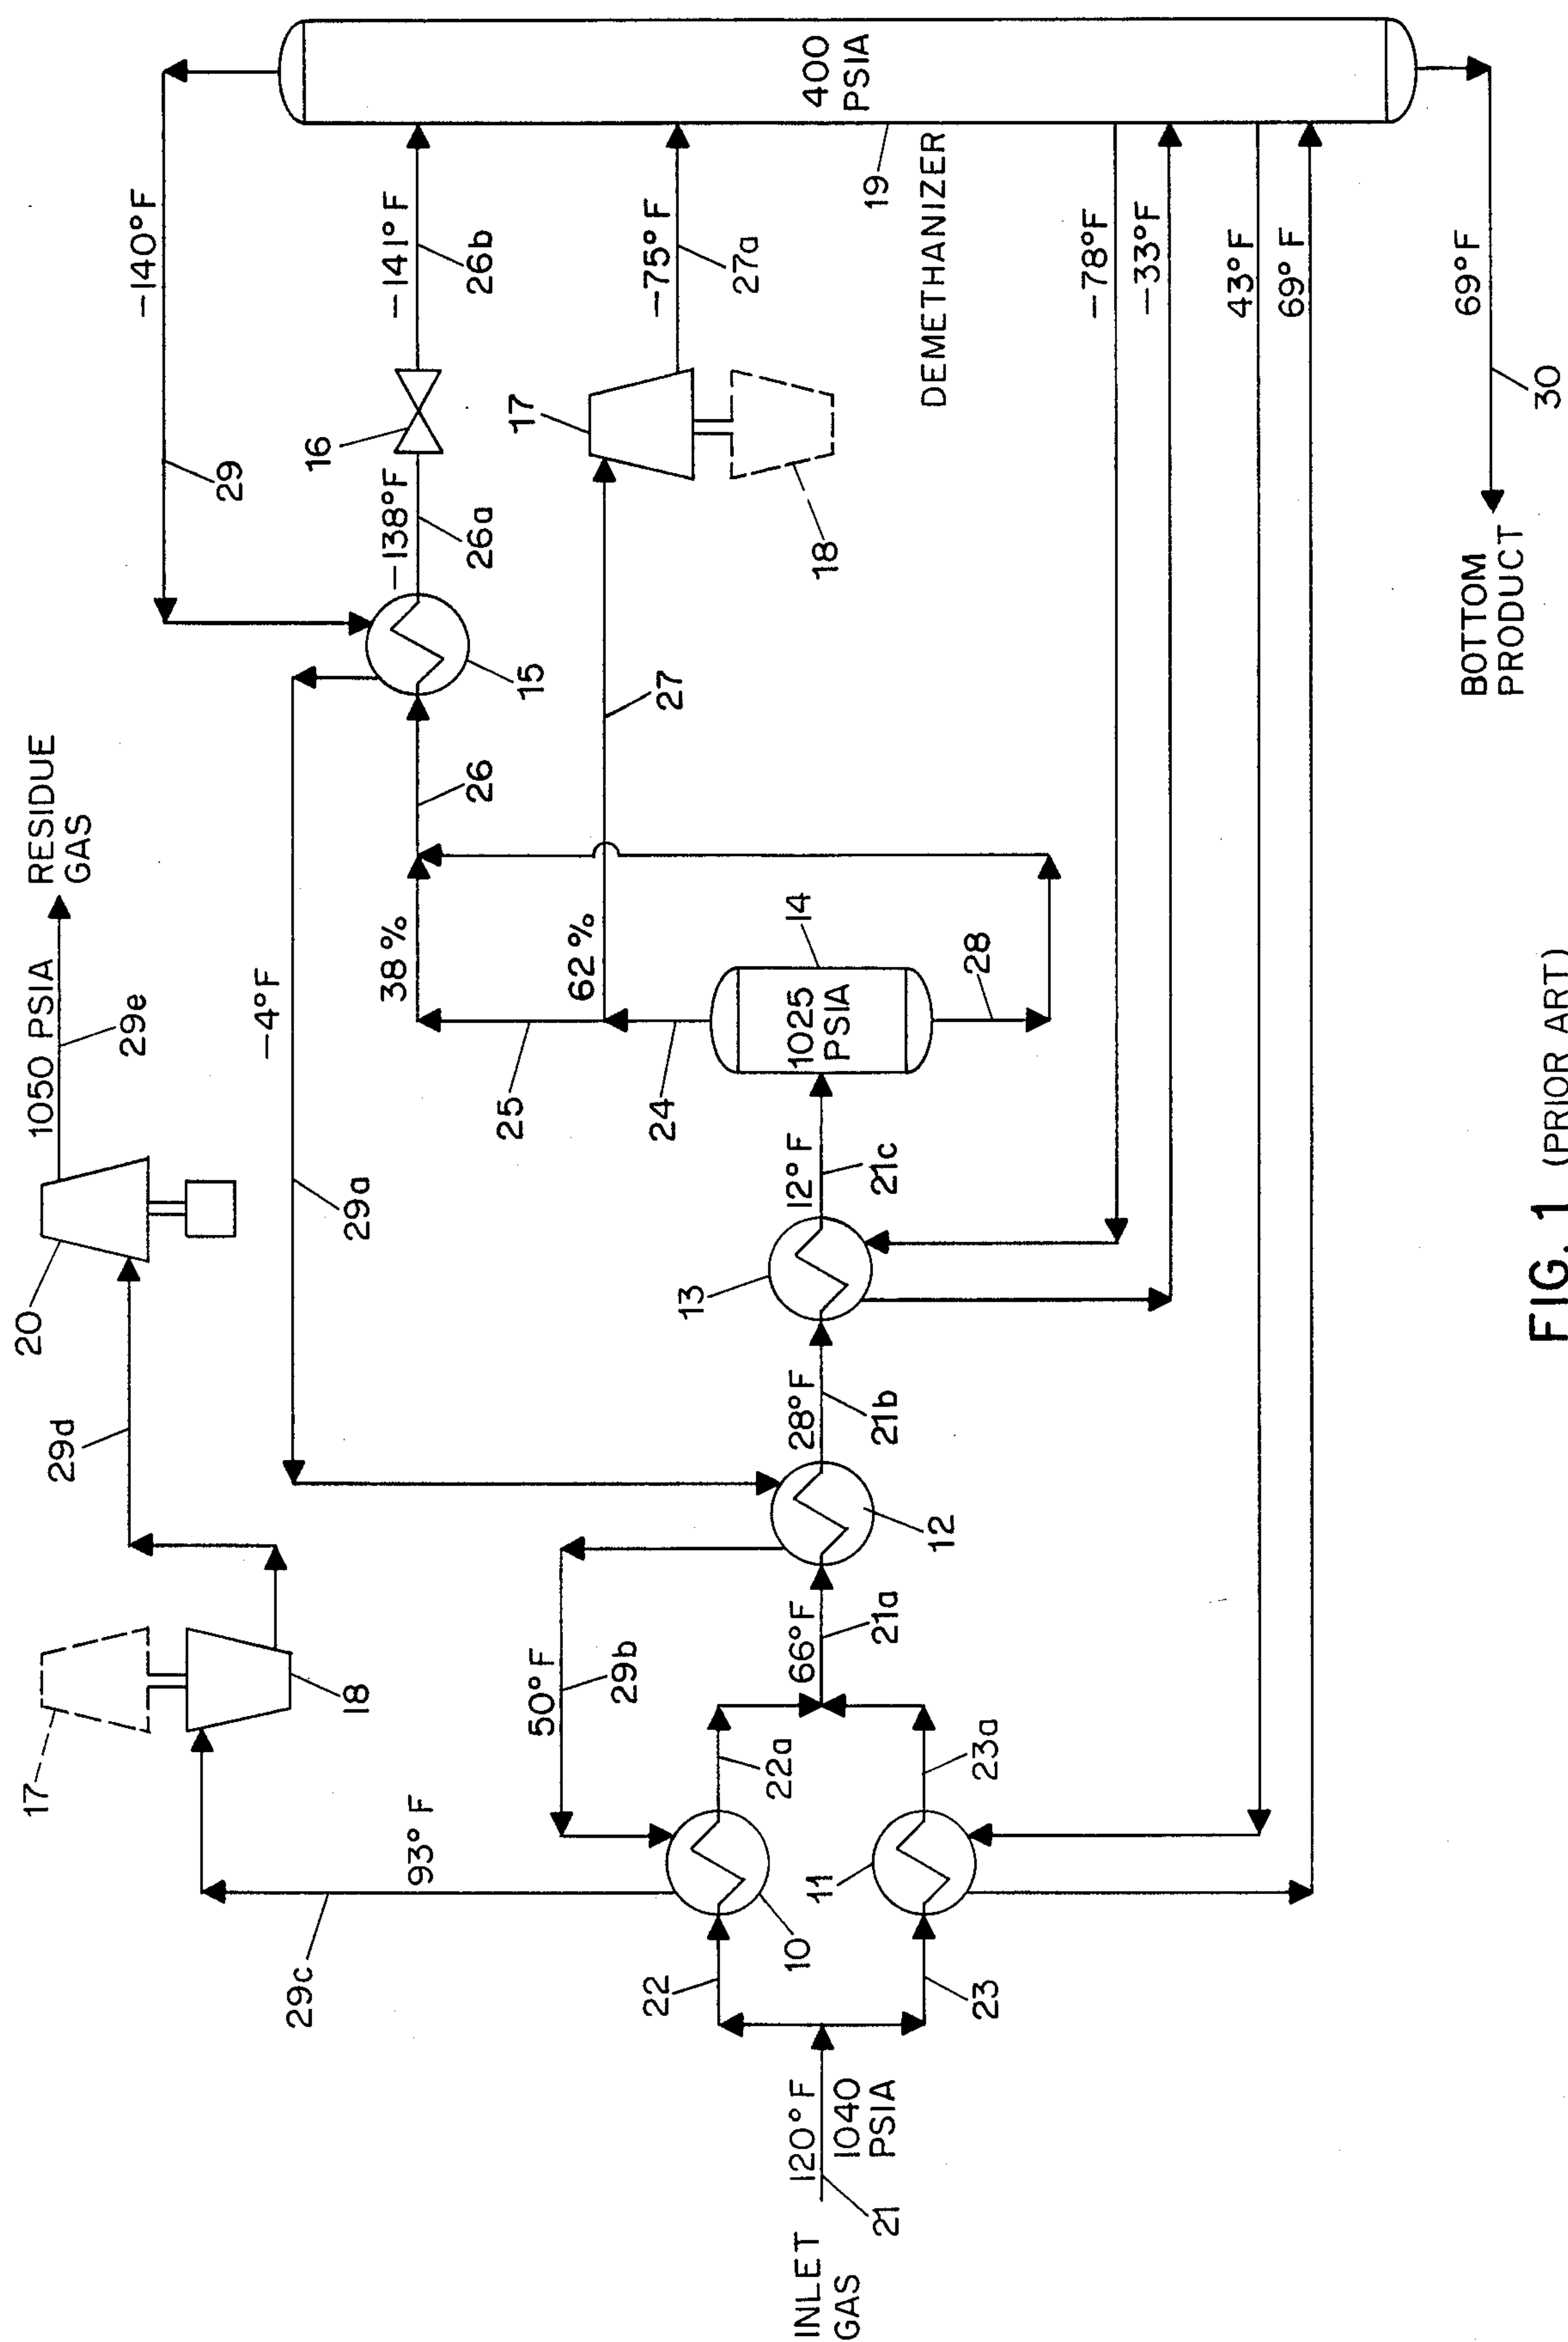 1050 PSIA
RESIDUE
GAS
29e
20
29d
17
18
29c
93°F
-4°F
29a
-140°F
29
50°F
29b
38%
25
26
15
-138°F
26a
16
-141°F
26b
62%
27
17
18
-75°F
27a
24
1025
PSIA
14
28
400
PSIA
19
DEMETHANIZER
INLET
GAS
120°F
1040
PSIA
21
22
23
10
11
22a
23a
66°F
21a
12
28°F
21b
13
12°F
21c
-78°F
-33°F
43°F
69°F
69°F
30
BOTTOM
PRODUCT
FIG. 1 (PRIOR ART)